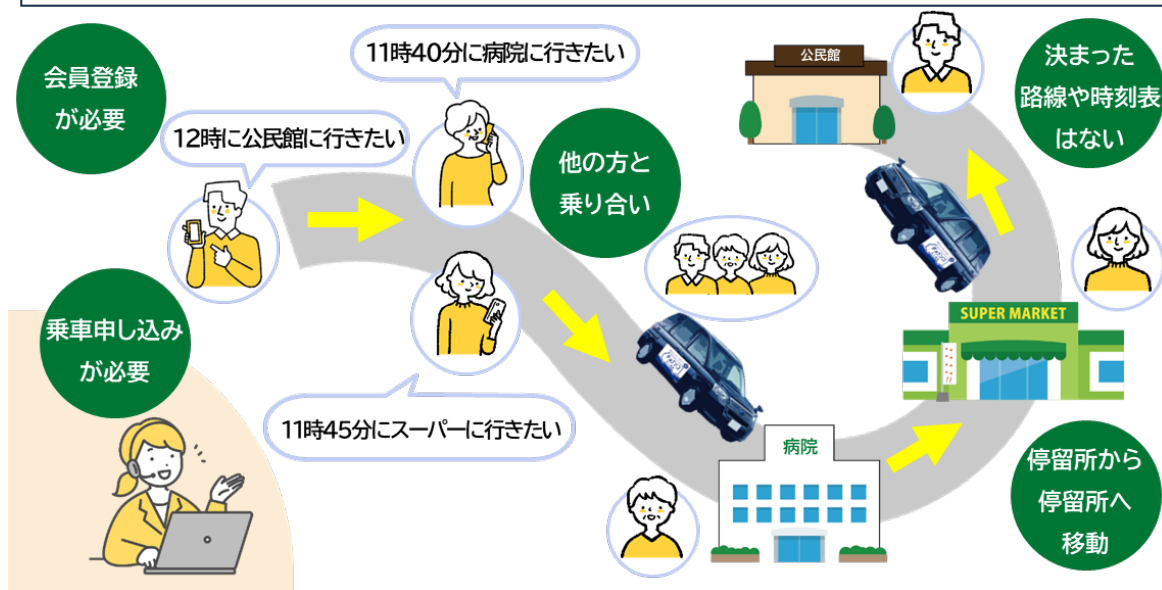 会員登録
が必要
11時40分に病院に行きたい
12時に公民館に行きたい
他の方と
乗り合い
公民館
決まった
路線や時刻表
はない
乗車申し込み
が必要
11時45分にスーパーに行きたい
SUPER MARKET
病院
停留所から
停留所へ
移動